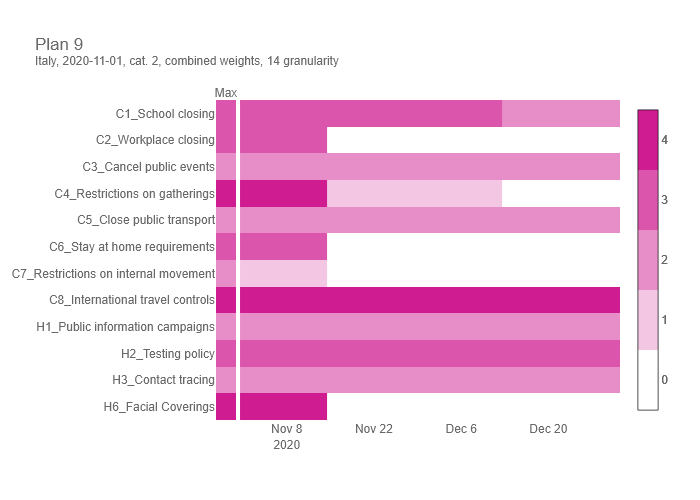 Plan 9
Italy, 2020-11-01, cat. 2, combined weights, 14 granularity
Max
C1_School closing
C2_Workplace closing
C3_Cancel public events
C4_Restrictions on gatherings
C5_Close public transport
C6_Stay at home requirements
C7_Restrictions on internal movement
C8_International travel controls
H1_Public information campaigns
H2_Testing policy
H3_Contact tracing
H6_Facial Coverings
Nov 8 Nov 22 Dec 6 Dec 20
2020
4
3
2
1
0